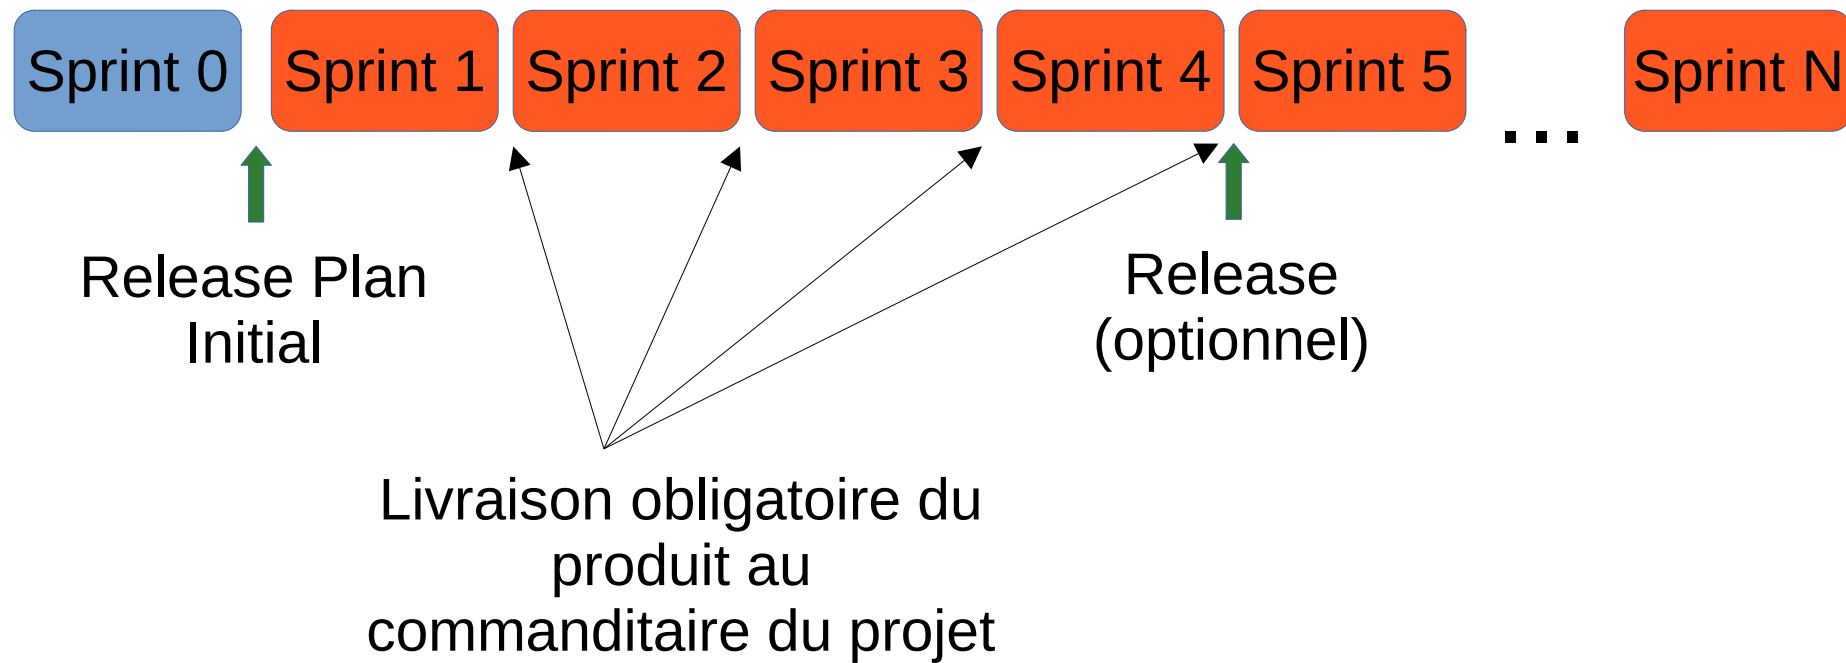 Sprint 0
Sprint 1
Sprint 2
Sprint 3
Sprint 4
Sprint 5
...
Sprint N
Release Plan
Initial
Release
(optionnel)
Livraison obligatoire du
produit au
commanditaire du projet